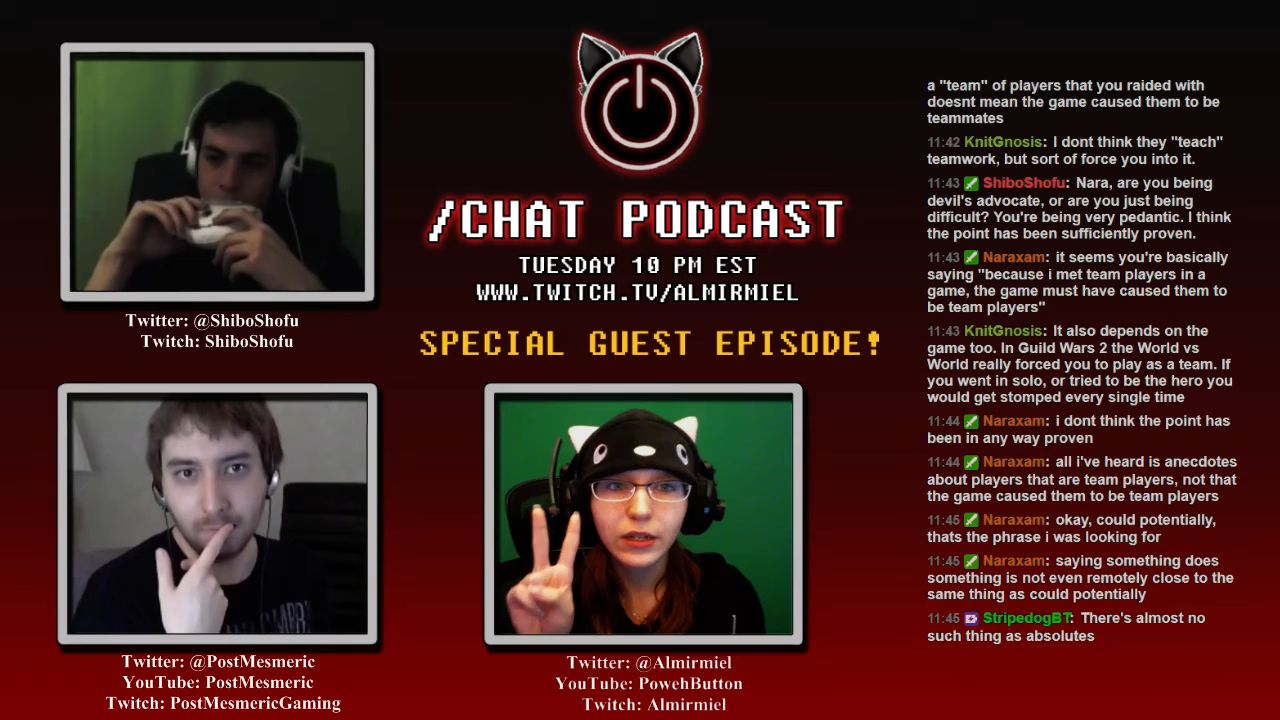 Twitter: @ShiboShofu
Twitch: ShiboShofu
/CHAT PODCAST
TUESDAY 10 PM EST
WWW.TWITCH.TV/ALMIRMIEL
SPECIAL GUEST EPISODE!
Twitter: @PostMesmeric
YouTube: PostMesmeric
Twitch: PostMesmericGaming
Twitter: @Almirmiel
YouTube: PowehButton
Twitch: Almirmiel
a "team" of players that you raided with
doesnt mean the game caused them to be
teammates
11:42 KnitGnosis: I dont think they "teach"
teamwork, but sort of force you into it.
11:43 ShiboShofu: Nara, are you being
devil's advocate, or are you just being
difficult? You're being very pedantic. I think
the point has been sufficiently proven.
11:43 Naraxam: it seems you're basically
saying "because i met team players in a
game, the game must have caused them to
be team players"
11:43 KnitGnosis: It also depends on the
game too. In Guild Wars 2 the World vs
World really forced you to play as a team. If
you went in solo, or tried to be the hero you
would get stomped every single time
11:44 Naraxam: i dont think the point has
been in any way proven
11:44 Naraxam: all i've heard is anecdotes
about players that are team players, not that
the game caused them to be team players
11:45 Naraxam: okay, could potentially,
thats the phrase i was looking for
11:45 Naraxam: saying something does
something is not even remotely close to the
same thing as could potentially
11:45 StripedogBT: There's almost no
such thing as absolutes